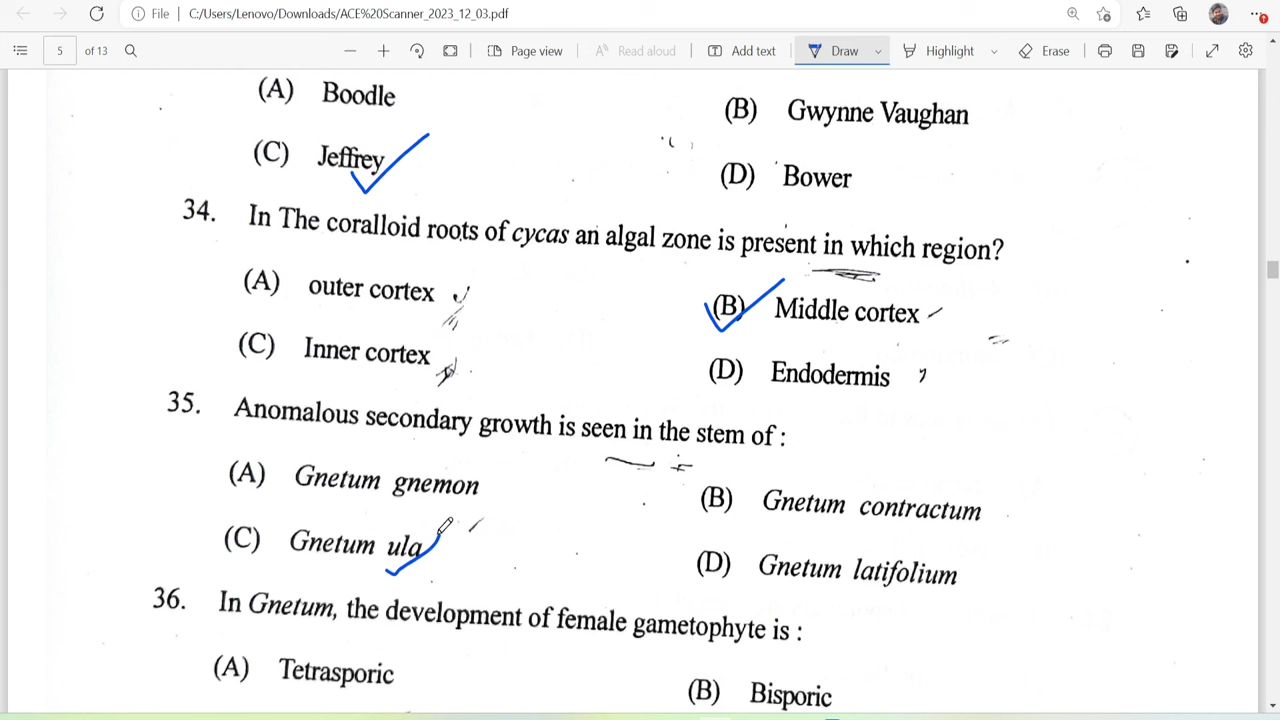 File C:/Users/Lenovo/Downloads/ACE%20Scanner_2023_12_03.pdf
5 of 13 Page view Read aloud Add text Draw Highlight Erase
(A) Boodle
(B) Gwynne Vaughan
(C) Jeffrey
(D) Bower
34. In The coralloid roots of cycas an algal zone is present in which region?
(A) outer cortex
(B) Middle cortex
(C) Inner cortex
(D) Endodermis
35. Anomalous secondary growth is seen in the stem of :
(A) Gnetum gnemon
(B) Gnetum contractum
(C) Gnetum ula
(D) Gnetum latifolium
36. In Gnetum, the development of female gametophyte is :
(A) Tetrasporic
(B) Bisporic